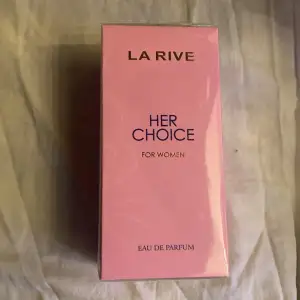 LA RIVE
HER
CHOICE
FOR WOMEN
EAU DE PARFUM